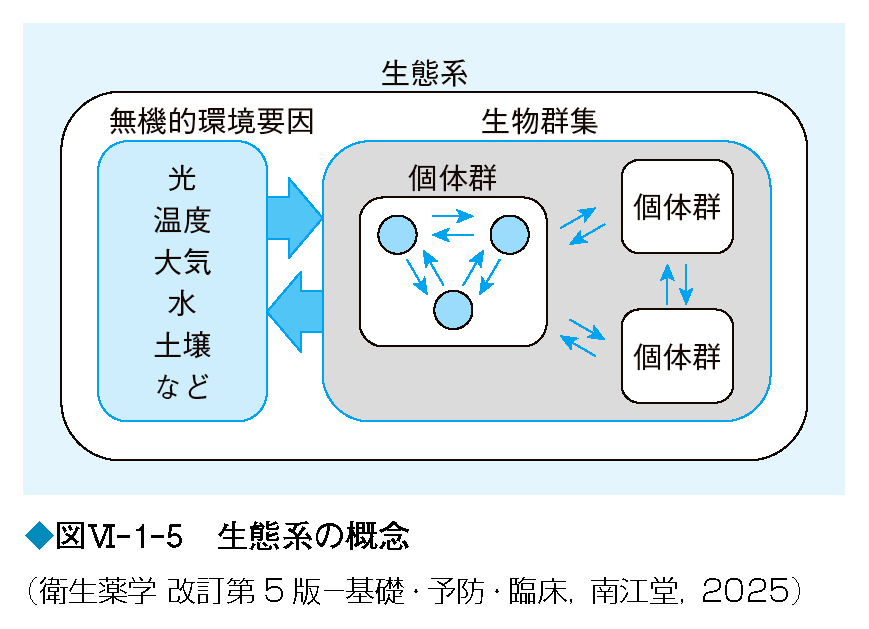 生態系
無機的環境要因
生物群集
光
温度
大気
水
土壌
など
個体群
個体群
個体群
◆図Ⅵ-1-5　生態系の概念
（衛生薬学 改訂第5版−基礎・予防・臨床, 南江堂, 2025）